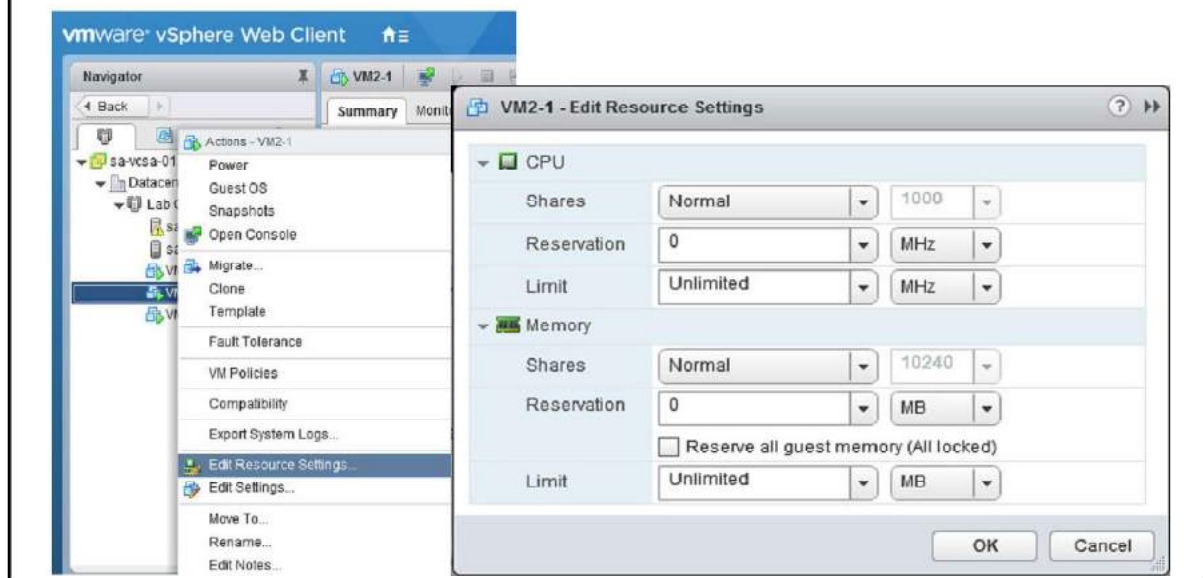 vmware® vSphere Web Client
Navigator
VM2-1
Back
Summary
sa-vcsa-01
Actions - VM2-1
Power
Guest OS
Snapshots
Open Console
Migrate...
Clone
Template
Fault Tolerance
VM Policies
Compatibility
Export System Logs...
Edit Resource Settings...
Edit Settings...
Move To...
Rename...
Edit Notes...
VM2-1 - Edit Resource Settings
CPU
Shares Normal 1000
Reservation 0 MHz
Limit Unlimited MHz
Memory
Shares Normal 10240
Reservation 0 MB
Reserve all guest memory (All locked)
Limit Unlimited MB
OK Cancel